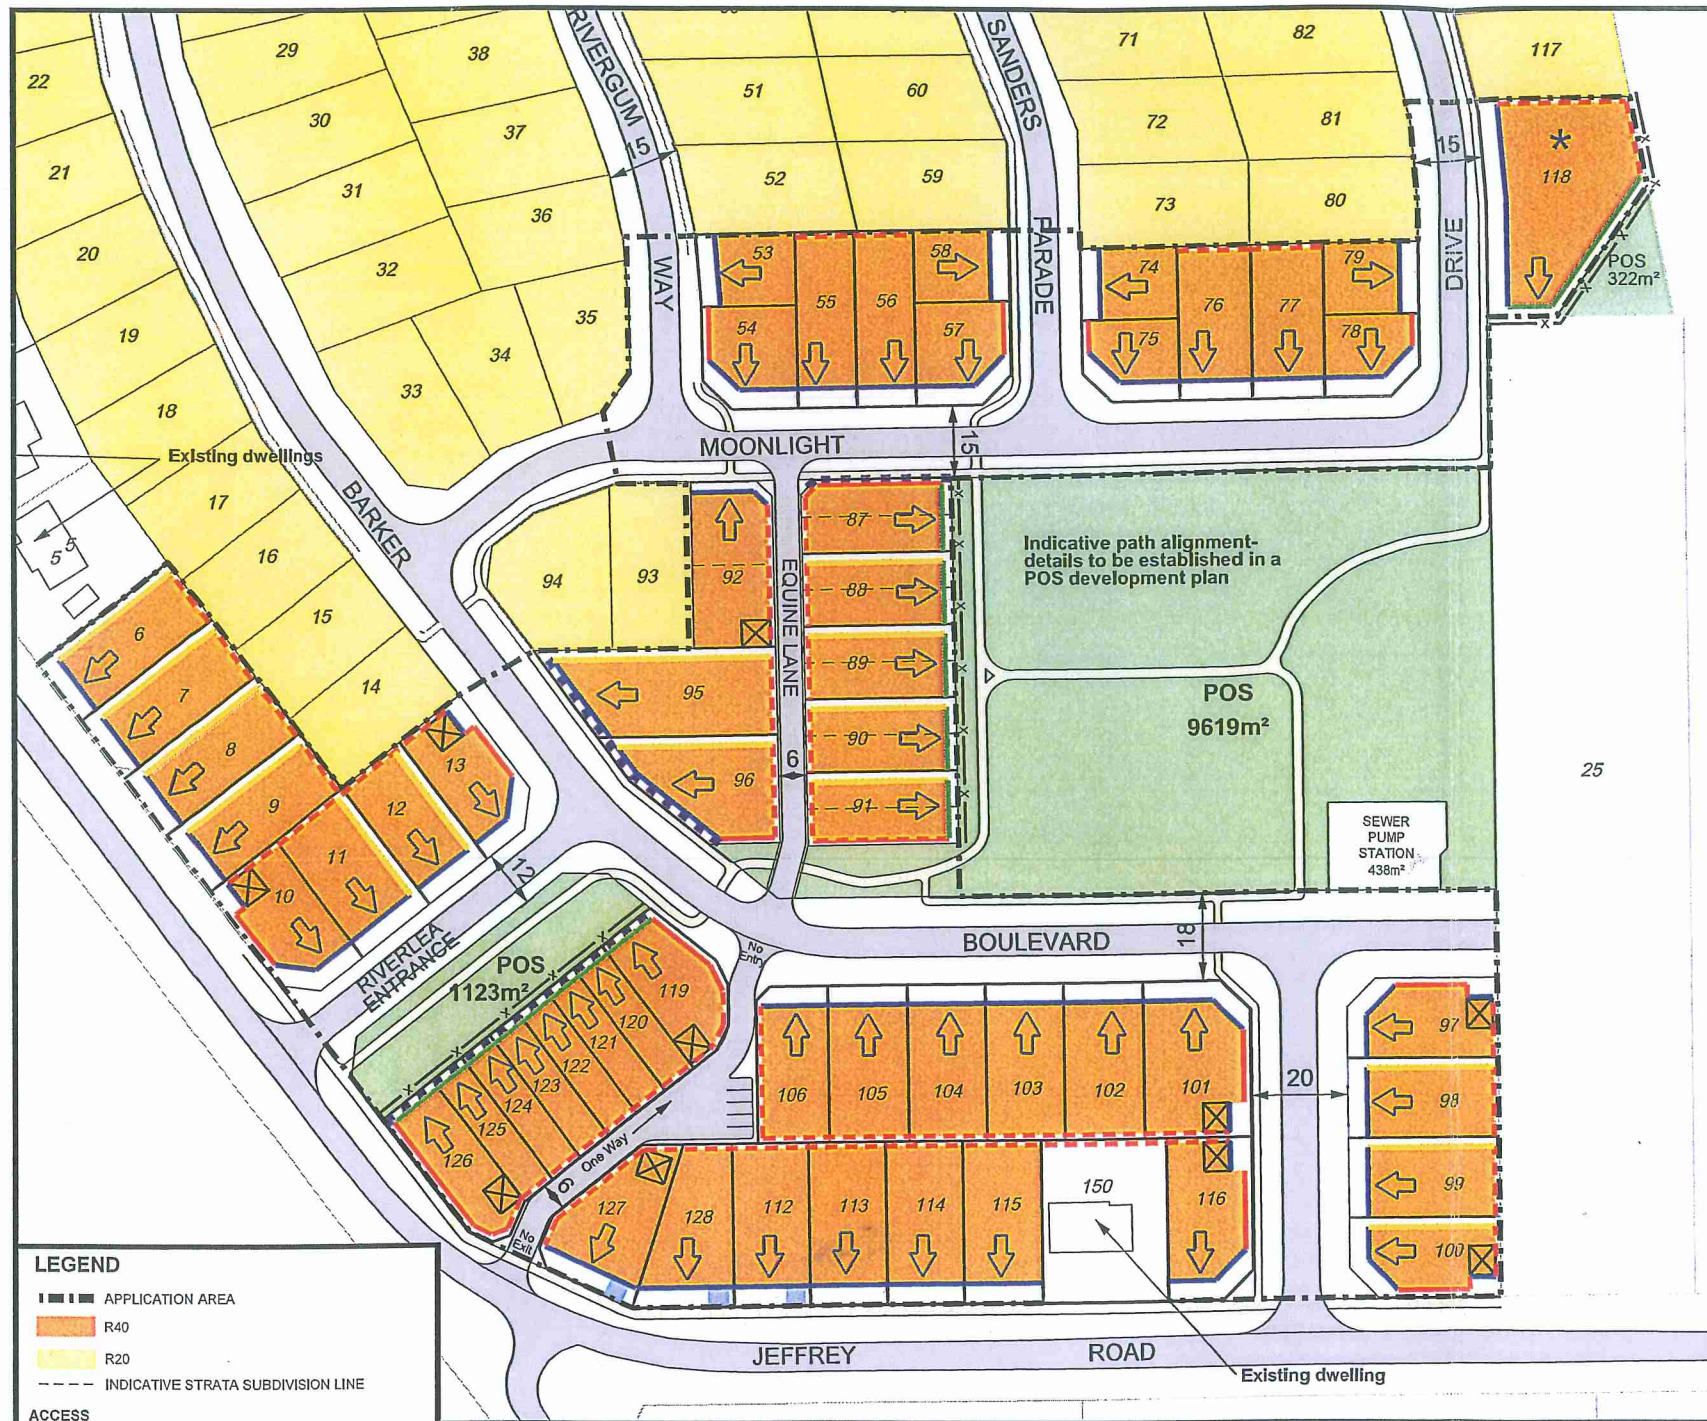 22
29
38
RIVERGUM
SANDERS
71
82
117
51
60
30
37
72
81
15
15
*
118
21
52
59
31
36
73
80
20
32
53
58
74
79
WAY
PARADE
DRIVE
POS
322m²
55
56
76
77
19
35
54
57
75
78
34
33
18
MOONLIGHT
15
Existing dwellings
17
BARKER
87
5
5
16
94
93
92
EQUINE LANE
88
Indicative path alignment-
details to be established in a
POS development plan
15
6
89
14
95
POS
9619m²
7
90
8
13
96
6
25
9
12
91
SEWER
PUMP
STATION
438m²
11
10
12
RIVERLEA
ENTRANCE
BOULEVARD
18
No
Entry
POS
1123m²
119
120
121
122
123
124
125
126
97
106
105
104
103
102
101
20
98
One Way
6
99
150
127
128
112
113
114
115
116
100
No
Exit
LEGEND
APPLICATION AREA
R40
R20
INDICATIVE STRATA SUBDIVISION LINE
ACCESS
JEFFREY
ROAD
Existing dwelling